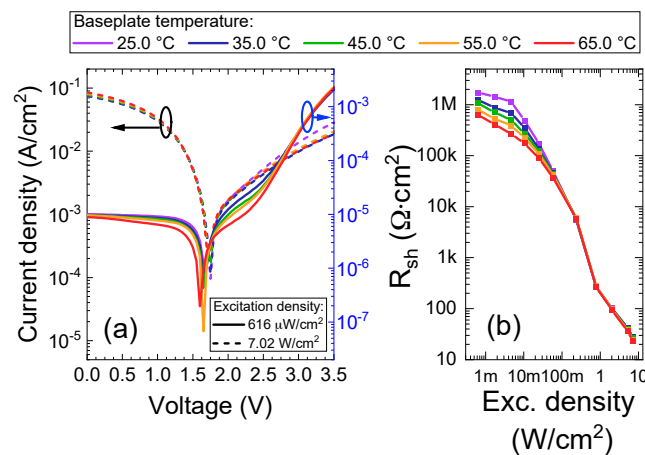 Baseplate temperature:
25.0 °C 35.0 °C 45.0 °C 55.0 °C 65.0 °C
Current density (A/cm²)
10⁻¹
10⁻²
10⁻³
10⁻⁴
10⁻⁵
10⁻²
10⁻³
10⁻⁴
10⁻⁵
10⁻⁶
10⁻⁷
(a)
Excitation density:
616 μW/cm²
7.02 W/cm²
0.0 0.5 1.0 1.5 2.0 2.5 3.0 3.5
Voltage (V)
R_sh (Ω·cm²)
1M
100k
10k
1k
100
10
(b)
1m 10m 100m 1 10
Exc. density
(W/cm²)